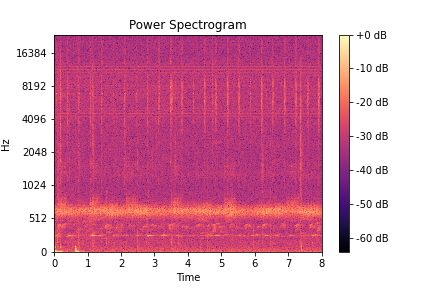 Power Spectrogram
+0 dB
16384
-10 dB
8192
-20 dB
4096
-30 dB
Hz
2048
-40 dB
1024
-50 dB
512
-60 dB
0
0 1 2 3 4 5 6 7 8
Time